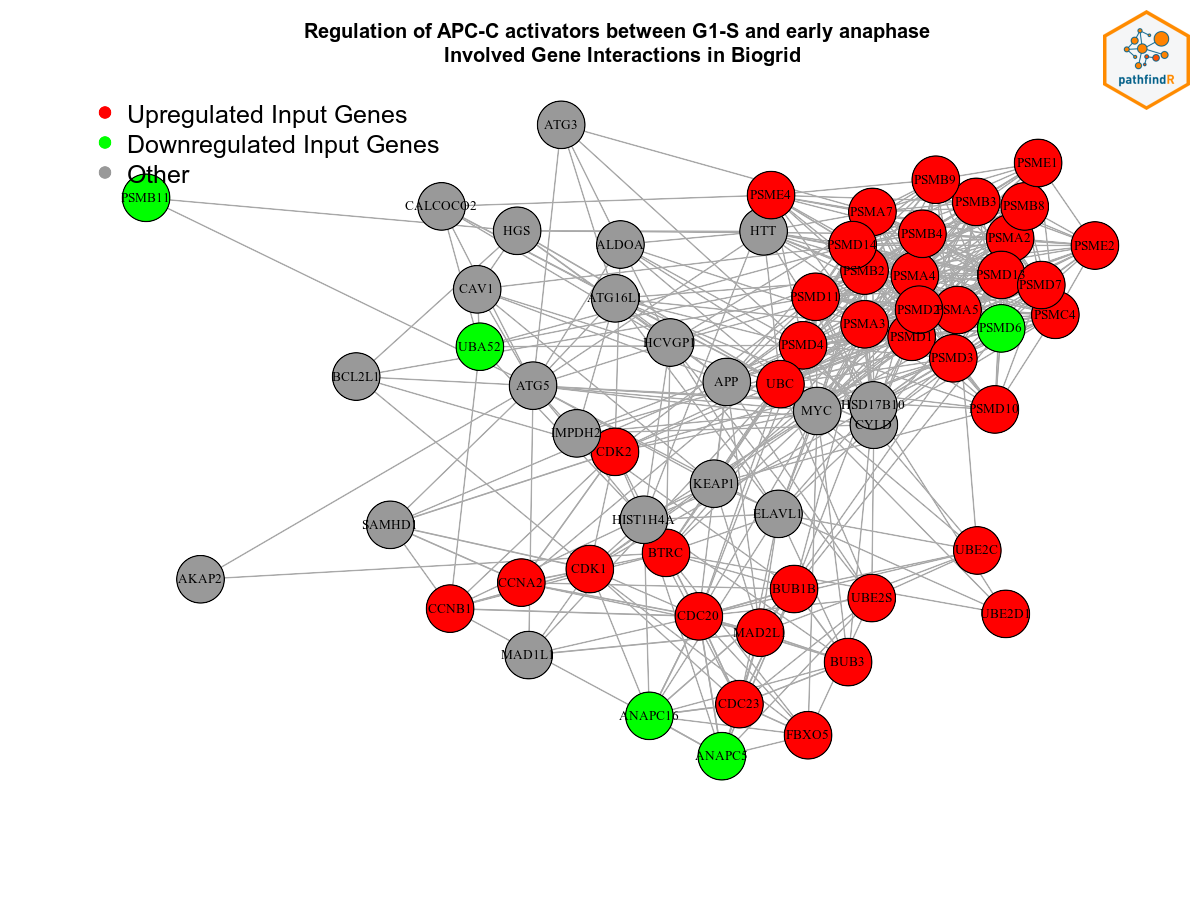 Regulation of APC-C activators between G1-S and early anaphase
Involved Gene Interactions in Biogrid
pathfindR
Upregulated Input Genes
Downregulated Input Genes
Other
ATG3
PSME1
PSMB9
PSME4
PSMB11
CALCOCO2
PSMB3
PSMB8
PSMA7
HGS
HTT
PSMB4
PSMA2
ALDOA
PSMD14
PSME2
PSMB2
PSMA4
PSMD13
PSMD7
CAV1
ATG16L1
PSMD11
PSMD2
PSMA5
PSMC4
PSMA3
PSMD6
PSMD1
HCVGP1
UBA52
PSMD4
PSMD3
BCL2L1
ATG5
APP
UBC
HSD17B10
MYC
PSMD10
CYLD
IMPDH2
CDK2
KEAP1
ELAVL1
HIST1H4A
SAMHD1
BTRC
UBE2C
CDK1
AKAP2
CCNA2
BUB1B
UBE2S
CCNB1
UBE2D1
CDC20
MAD2L1
MAD1L1
BUB3
CDC23
ANAPC16
FBXO5
ANAPC5